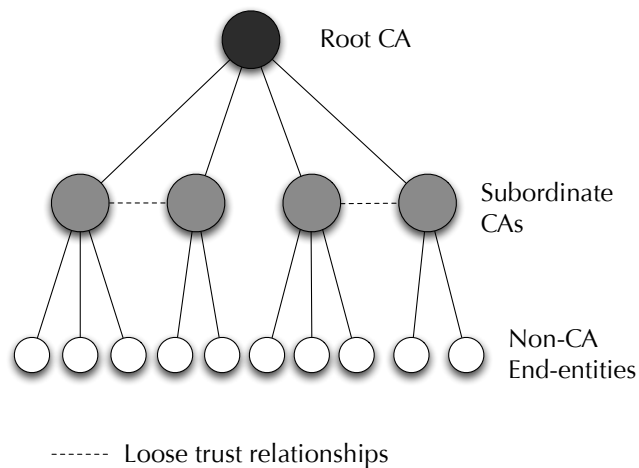 Root CA
Subordinate
CAs
Non-CA
End-entities
Loose trust relationships